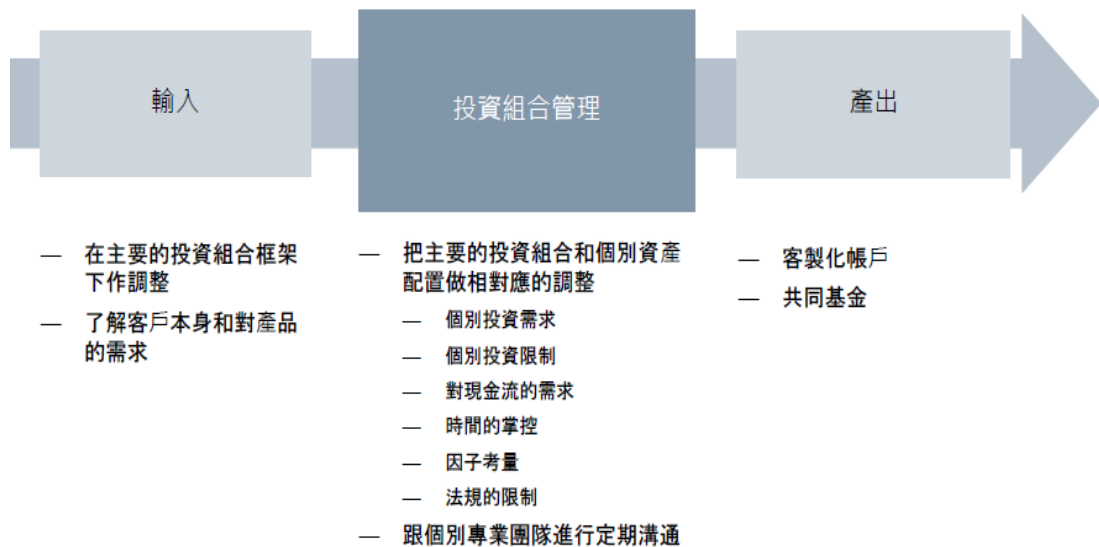 輸入
投資組合管理
產出
— 在主要的投資組合框架
下作調整
— 了解客戶本身和對產品
的需求
— 把主要的投資組合和個別資產
配置做相對應的調整
— 個別投資需求
— 個別投資限制
— 對現金流的需求
— 時間的掌控
— 因子考量
— 法規的限制
— 跟個別專業團隊進行定期溝通
— 客製化帳戶
— 共同基金